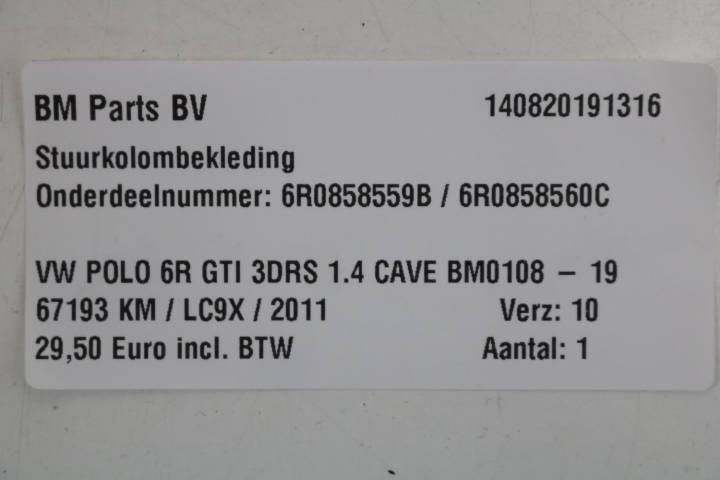 BM Parts BV 140820191316
Stuurkolombekleding
Onderdeelnummer: 6R0858559B / 6R0858560C
VW POLO 6R GTI 3DRS 1.4 CAVE BM0108 – 19
67193 KM / LC9X / 2011 Verz: 10
29,50 Euro incl. BTW Aantal: 1